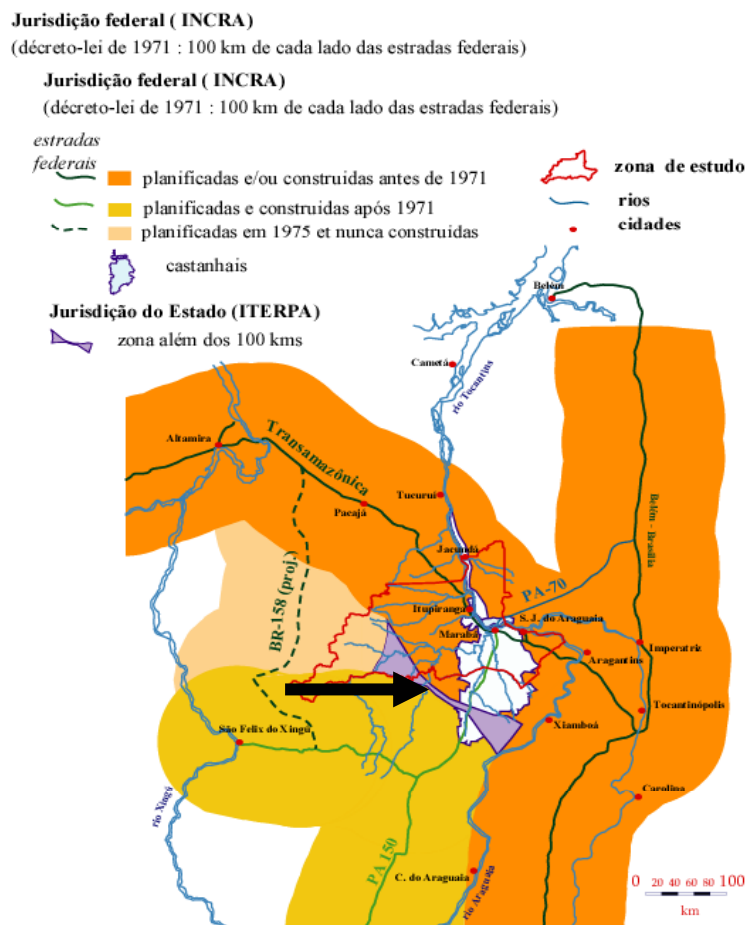 Jurisdição federal ( INCRA)
(décreto-lei de 1971 : 100 km de cada lado das estradas federais)
Jurisdição federal ( INCRA)
(décreto-lei de 1971 : 100 km de cada lado das estradas federais)
estradas
federais
planificadas e/ou construidas antes de 1971
planificadas e construidas após 1971
planificadas em 1975 et nunca construidas
castanhais
zona de estudo
rios
cidades
Jurisdição do Estado (ITERPA)
zona além dos 100 kms
Belém
Cametá
rio Tocantins
Altamira
Transamazônica
Tucuruí
Pacajá
Belém - Brasília
Jacundá
BR-158 (proj.)
PA-70
Itupiranga
S. J. do Araguaia
Marabá
Imperatriz
Aragantins
Tocantinópolis
São Felix do Xingú
Xiamboá
Carolina
rio Xingú
PA 150
C. do Araguaia
rio Araguaia
0 20 40 60 80 100
km